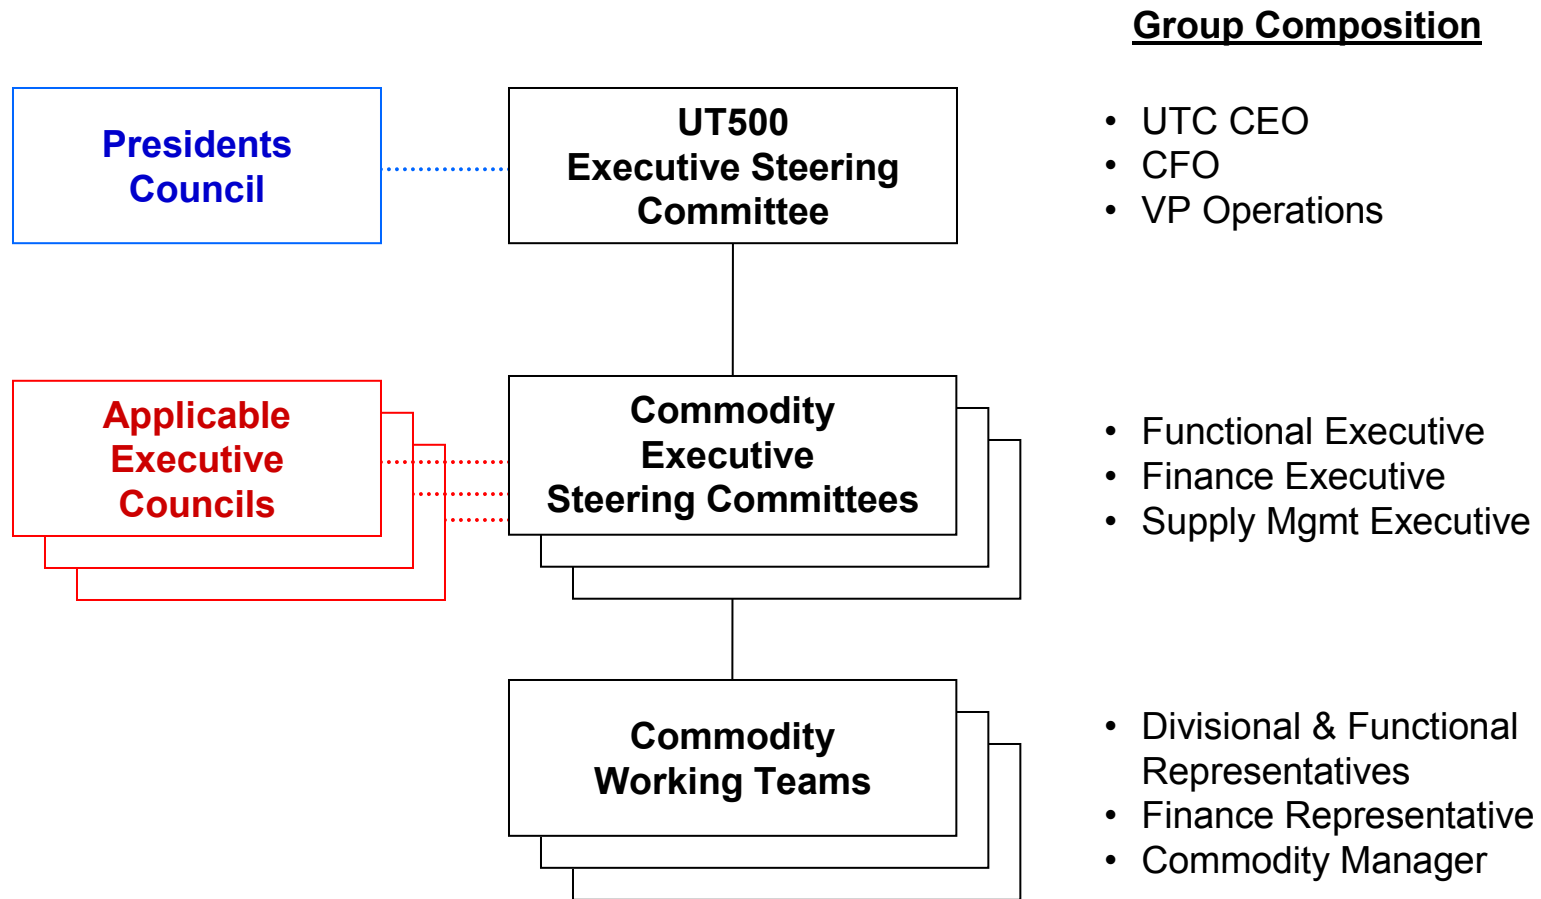 Group Composition
Presidents
Council
UT500
Executive Steering
Committee
• UTC CEO
• CFO
• VP Operations
Applicable
Executive
Councils
Commodity
Executive
Steering Committees
• Functional Executive
• Finance Executive
• Supply Mgmt Executive
Commodity
Working Teams
• Divisional & Functional
Representatives
• Finance Representative
• Commodity Manager